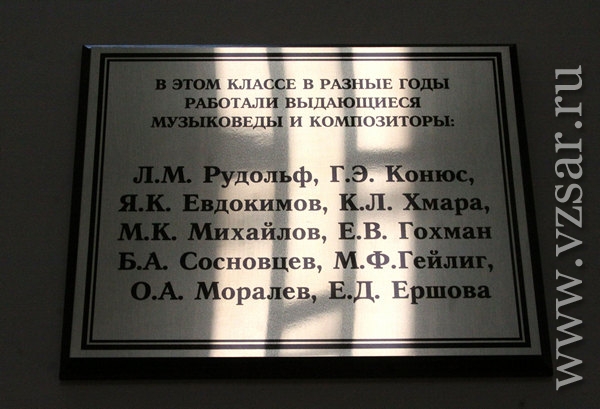 В ЭТОМ КЛАССЕ В РАЗНЫЕ ГОДЫ
РАБОТАЛИ ВЫДАЮЩИЕСЯ
МУЗЫКОВЕДЫ И КОМПОЗИТОРЫ:
Л.М. Рудольф, Г.Э. Конюс,
Я.К. Евдокимов, К.Л. Хмара,
М.К. Михайлов, Е.В. Гохман
Б.А. Сосновцев, М.Ф.Гейлиг,
О.А. Моралев, Е.Д. Ершова
www.vzsar.ru